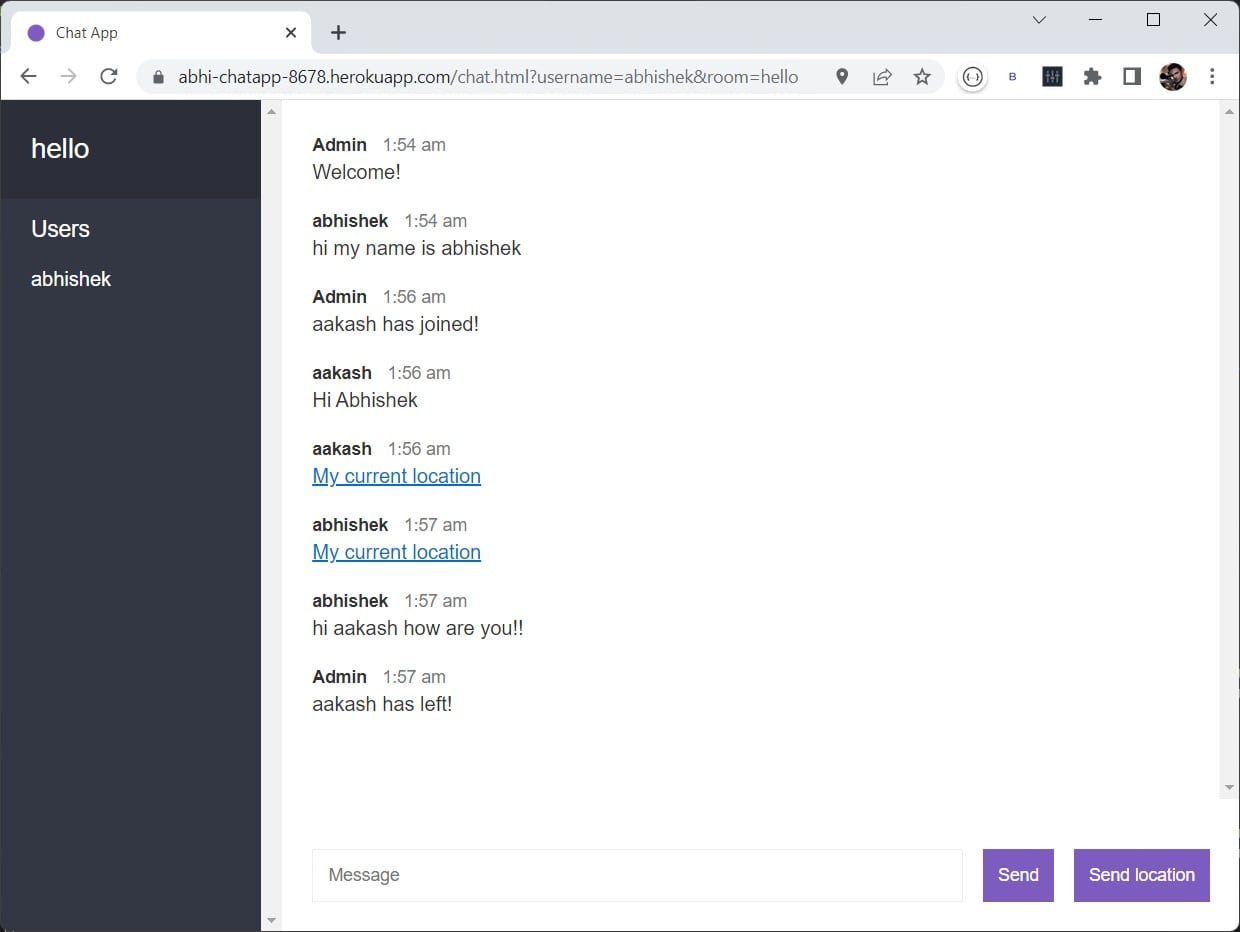 Chat App
abhi-chatapp-8678.herokuapp.com/chat.html?username=abhishek&room=hello
B
hello
Users
abhishek
Admin 1:54 am
Welcome!
abhishek 1:54 am
hi my name is abhishek
Admin 1:56 am
aakash has joined!
aakash 1:56 am
Hi Abhishek
aakash 1:56 am
My current location
abhishek 1:57 am
My current location
abhishek 1:57 am
hi aakash how are you!!
Admin 1:57 am
aakash has left!
Message
Send
Send location